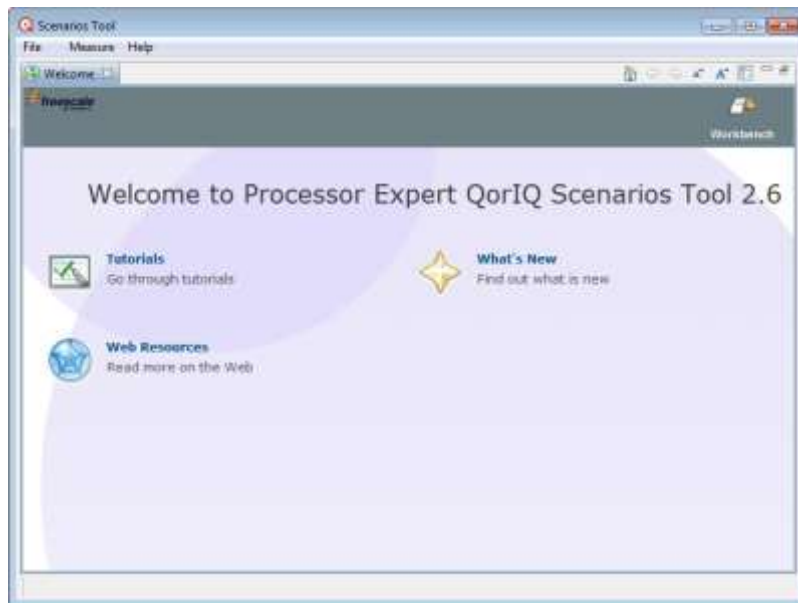 Scenarios Tool
File Measure Help
Welcome
freescale
Workbench
Welcome to Processor Expert QorIQ Scenarios Tool 2.6
Tutorials
Go through tutorials
What's New
Find out what is new
Web Resources
Read more on the Web